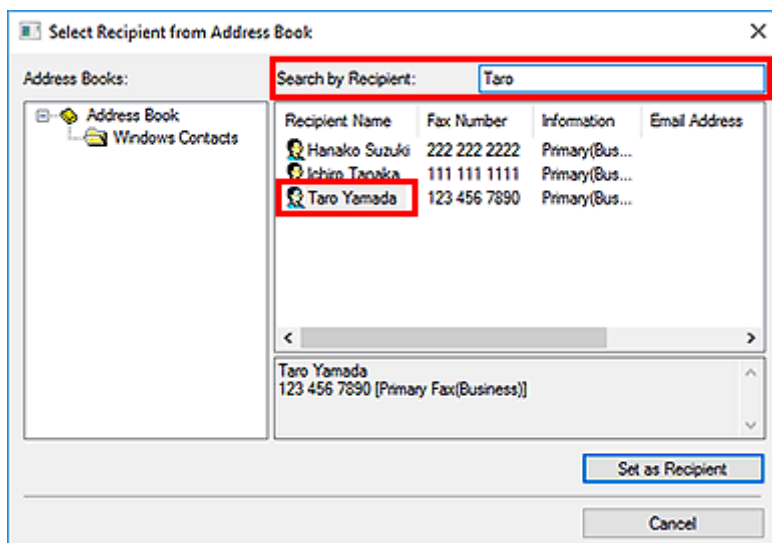 Select Recipient from Address Book
Address Books:
Search by Recipient: Taro
Address Book
Windows Contacts
Recipient Name Fax Number Information Email Address
Hanako Suzuki 222 222 2222 Primary(Bus...
Ichiro Tanaka 111 111 1111 Primary(Bus...
Taro Yamada 123 456 7890 Primary(Bus...
Taro Yamada
123 456 7890 [Primary Fax(Business)]
Set as Recipient
Cancel